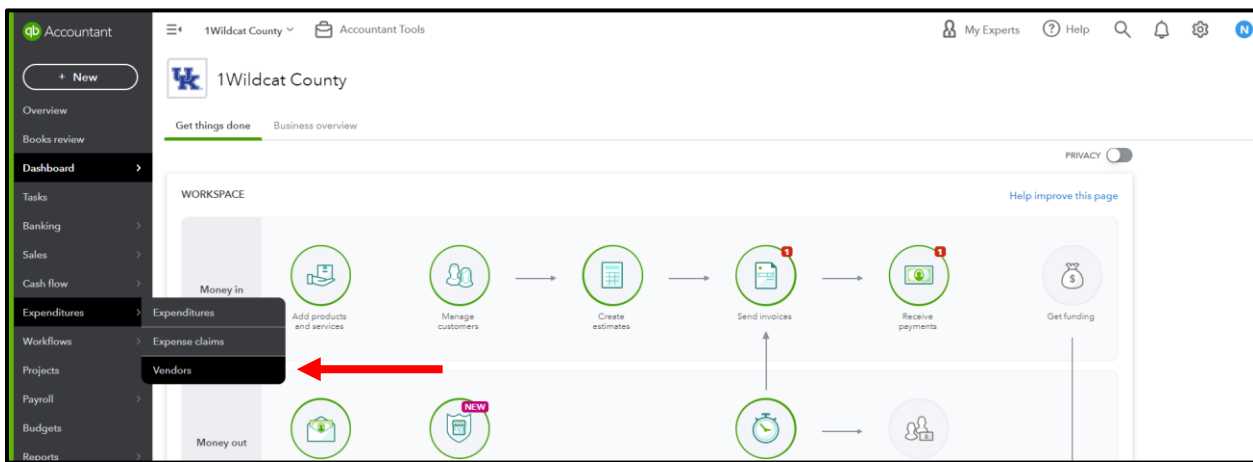 qb Accountant
1Wildcat County
Accountant Tools
My Experts
? Help
N
+ New
UK
1Wildcat County
Overview
Get things done
Business overview
Books review
PRIVACY
Dashboard
Tasks
WORKSPACE
Help improve this page
Banking
Sales
Cash flow
Expenditures
Workflows
Projects
Payroll
Budgets
Reports
Expenditures
Expense claims
Vendors
Money in
Add products
and services
Manage
customers
Create
estimates
1
Send invoices
1
Receive
payments
$
Get funding
Money out
NEW
$